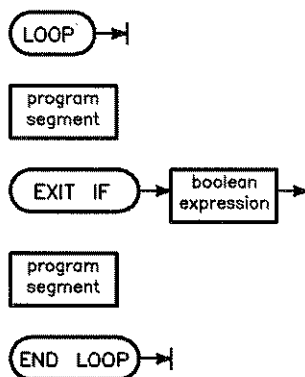 LOOP
program
segment
EXIT IF
boolean
expression
program
segment
END LOOP